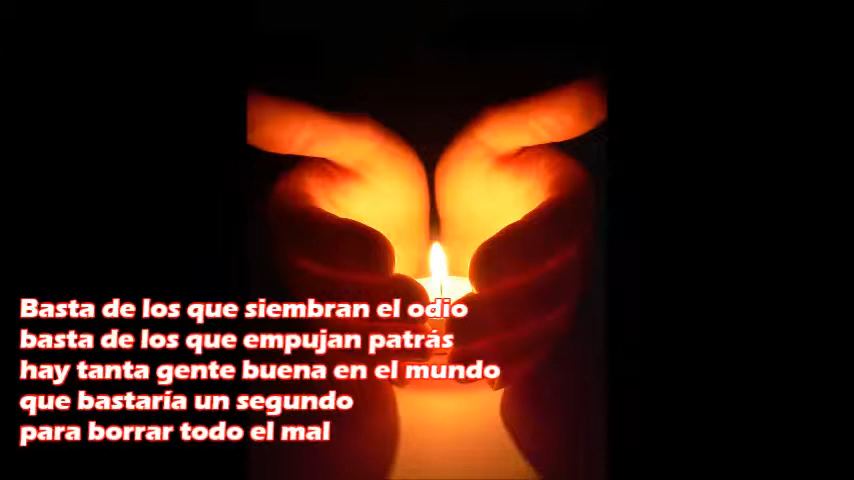 Basta de los que siembran el odio
basta de los que empujan patrás
hay tanta gente buena en el mundo
que bastaría un segundo
para borrar todo el mal